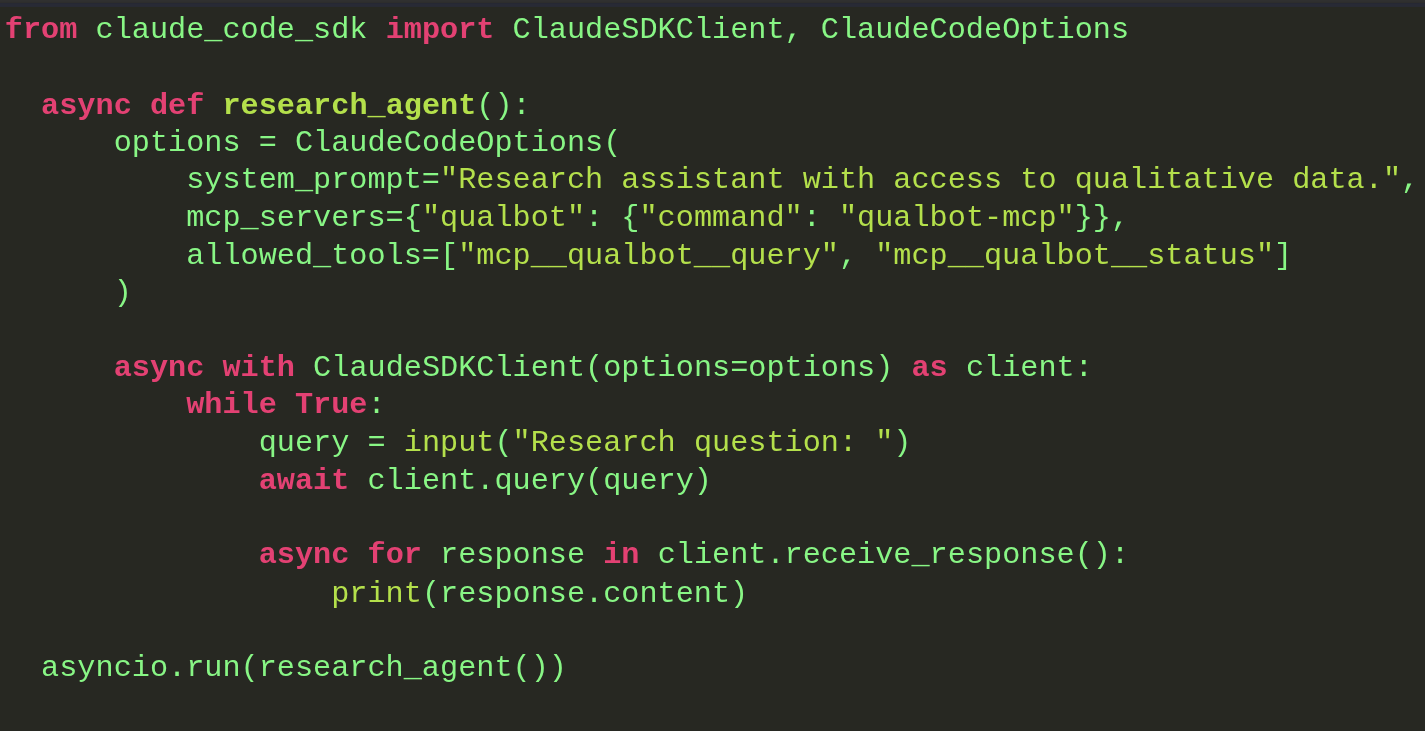 from claude_code_sdk import ClaudeSDKClient, ClaudeCodeOptions

  async def research_agent():
      options = ClaudeCodeOptions(
          system_prompt="Research assistant with access to qualitative data.",
          mcp_servers={"qualbot": {"command": "qualbot-mcp"}},
          allowed_tools=["mcp__qualbot__query", "mcp__qualbot__status"]
      )

      async with ClaudeSDKClient(options=options) as client:
          while True:
              query = input("Research question: ")
              await client.query(query)

              async for response in client.receive_response():
                  print(response.content)

  asyncio.run(research_agent())